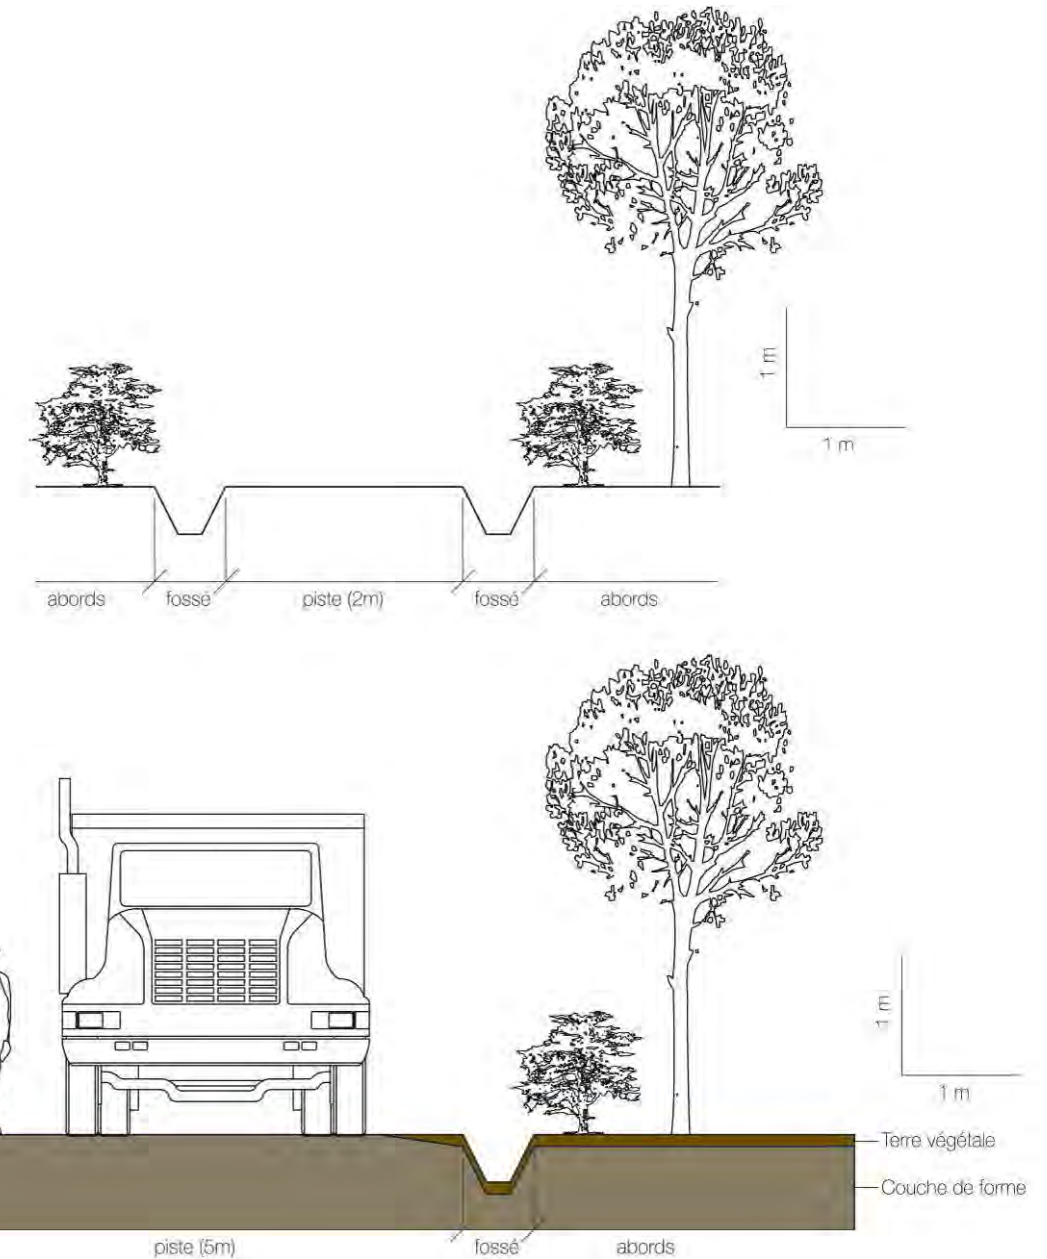 1 m
1 m
abords fossé piste (2m) fossé abords
1 m
1 m
Terre végétale
Couche de forme
piste (5m) fossé abords